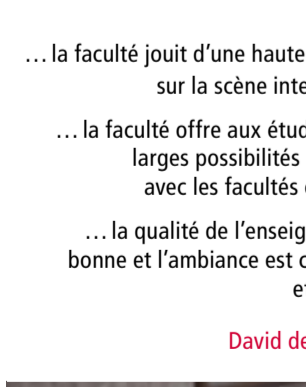 …la faculté jouit d'une haute
sur la scène
…la faculté offre aux
larges possibilités
avec les facultés
…la qualité de
bonne et l'ambiance est
David